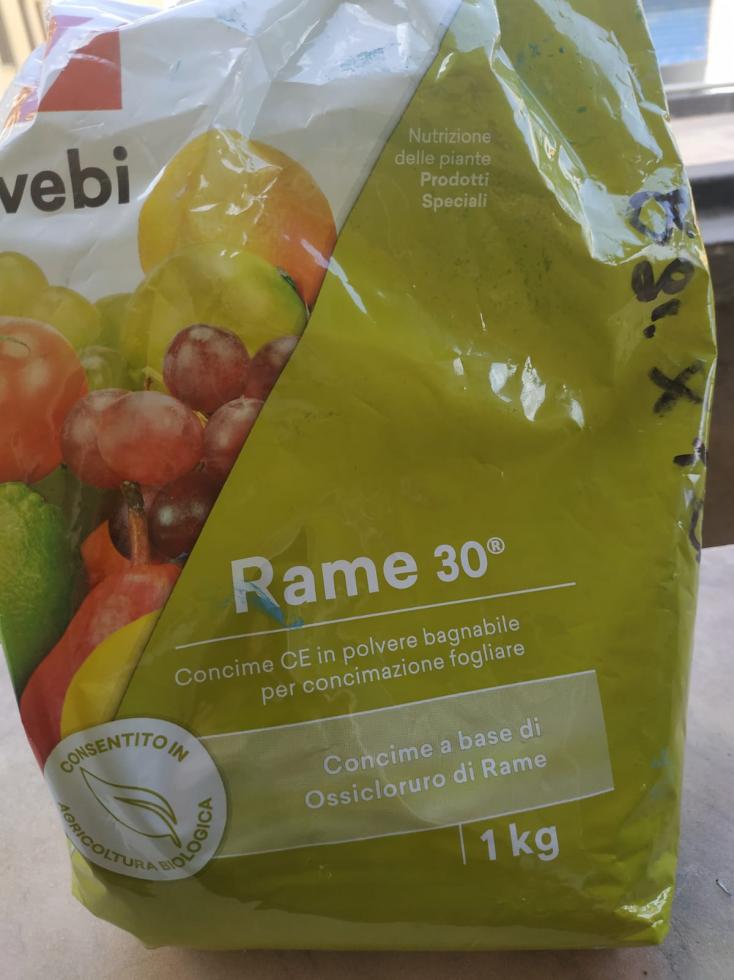 vebi
Nutrizione
delle piante
Prodotti
Speciali
Rame 30®
Concime CE in polvere bagnabile
per concimazione fogliare
Concime a base di
Ossicloruro di Rame
1 kg
CONSENTITO IN
AGRICOLTURA BIOLOGICA